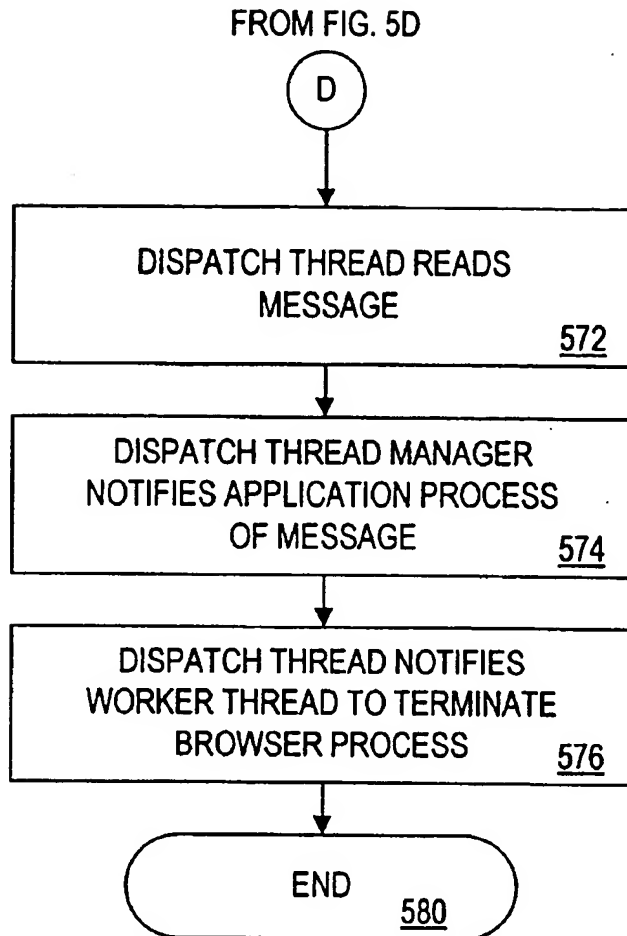 FROM FIG. 5D
D
DISPATCH THREAD READS
MESSAGE
572
DISPATCH THREAD MANAGER
NOTIFIES APPLICATION PROCESS
OF MESSAGE
574
DISPATCH THREAD NOTIFIES
WORKER THREAD TO TERMINATE
BROWSER PROCESS
576
END
580